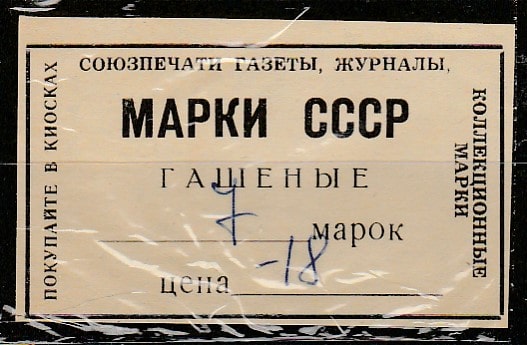 ПОКУПАЙТЕ В КИОСКАХ
СОЮЗПЕЧАТИ ГАЗЕТЫ, ЖУРНАЛЫ,
КОЛЛЕКЦИОННЫЕ
МАРКИ
МАРКИ СССР
ГАШЕНЫЕ
7 марок
цена -18